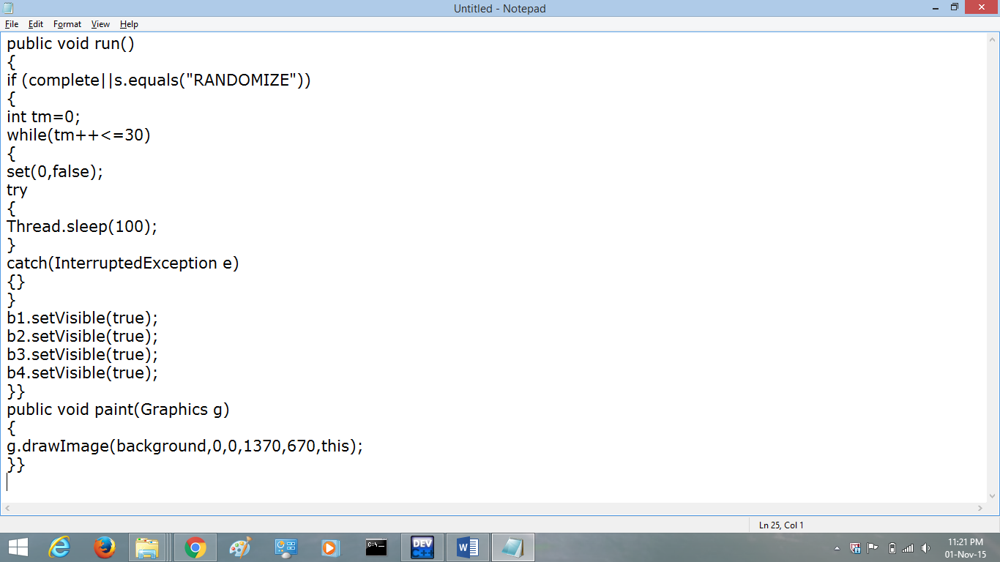 Untitled - Notepad
File Edit Format View Help
public void run()
{
if (complete||s.equals("RANDOMIZE"))
{
int tm=0;
while(tm++<=30)
{
set(0,false);
try
{
Thread.sleep(100);
}
catch(InterruptedException e)
{}
}
b1.setVisible(true);
b2.setVisible(true);
b3.setVisible(true);
b4.setVisible(true);
}}
public void paint(Graphics g)
{
g.drawImage(background,0,0,1370,670,this);
}}
Ln 25, Col 1
C:\_
DEV
C++
W
11:21 PM
01-Nov-15